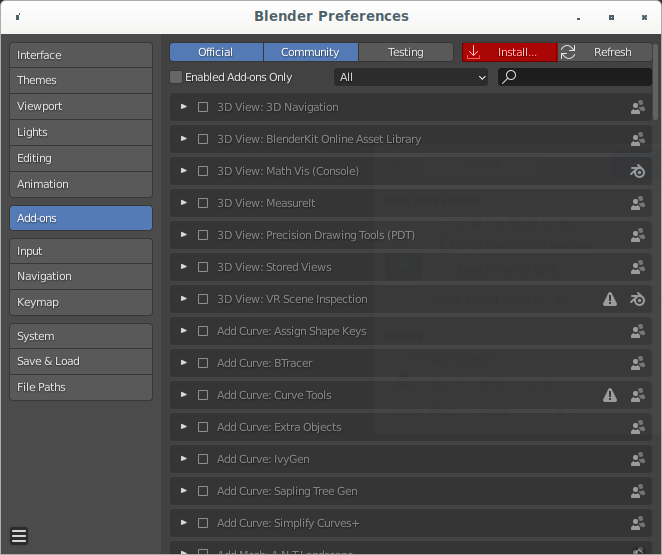 Blender Preferences
Interface
Themes
Viewport
Lights
Editing
Animation
Add-ons
Input
Navigation
Keymap
System
Save & Load
File Paths
Official Community Testing Install... Refresh
Enabled Add-ons Only All
3D View: 3D Navigation
3D View: BlenderKit Online Asset Library
3D View: Math Vis (Console)
3D View: MeasureIt
3D View: Precision Drawing Tools (PDT)
3D View: Stored Views
3D View: VR Scene Inspection
Add Curve: Assign Shape Keys
Add Curve: BTracer
Add Curve: Curve Tools
Add Curve: Extra Objects
Add Curve: IvyGen
Add Curve: Sapling Tree Gen
Add Curve: Simplify Curves+
Add Mesh: A.N.T.Landscape